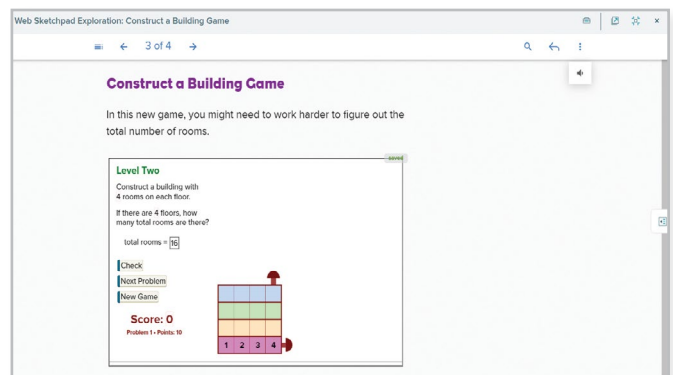 Web Sketchpad Exploration: Construct a Building Game
3 of 4
Construct a Building Game
In this new game, you might need to work harder to figure out the
total number of rooms.
saved
Level Two
Construct a building with
4 rooms on each floor.
If there are 4 floors, how
many total rooms are there?
total rooms = 16
Check
Next Problem
New Game
Score: 0
Problem 1 • Points: 10
1 2 3 4